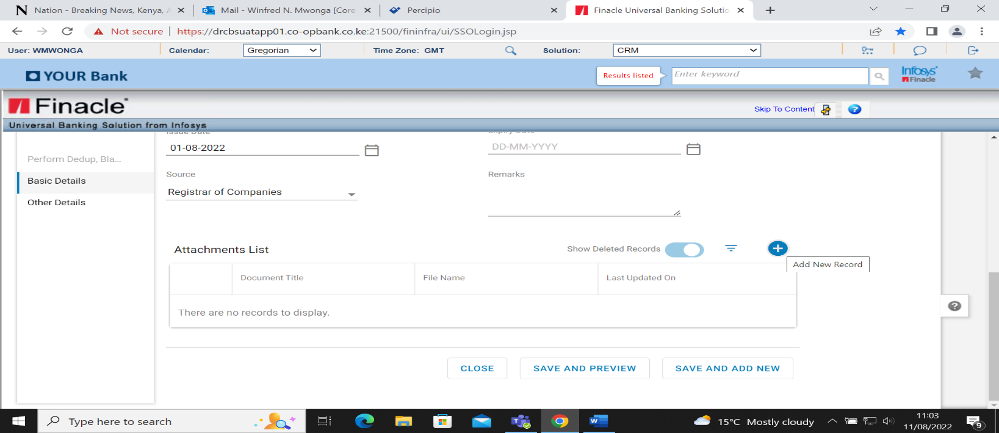 Nation - Breaking News, Kenya,
Mail - Winfred N. Mwonga [Core
Percipio
Finacle Universal Banking Solutio
Not secure
https://drcbsuatapp01.co-opbank.co.ke:21500/fininfra/ui/SSOLogin.jsp
User: WMWONGA
Calendar:
Gregorian
Time Zone: GMT
Solution:
CRM
YOUR Bank
Results listed
Enter keyword
Infosys
Finacle
Finacle
Skip To Content
Universal Banking Solution from Infosys
Issue Date
Expiry Date
01-08-2022
DD-MM-YYYY
Perform Dedup, Bla...
Basic Details
Other Details
Source
Remarks
Registrar of Companies
Attachments List
Show Deleted Records
Add New Record
Document Title
File Name
Last Updated On
There are no records to display.
CLOSE
SAVE AND PREVIEW
SAVE AND ADD NEW
Type here to search
15°C Mostly cloudy
11:03
11/08/2022
9